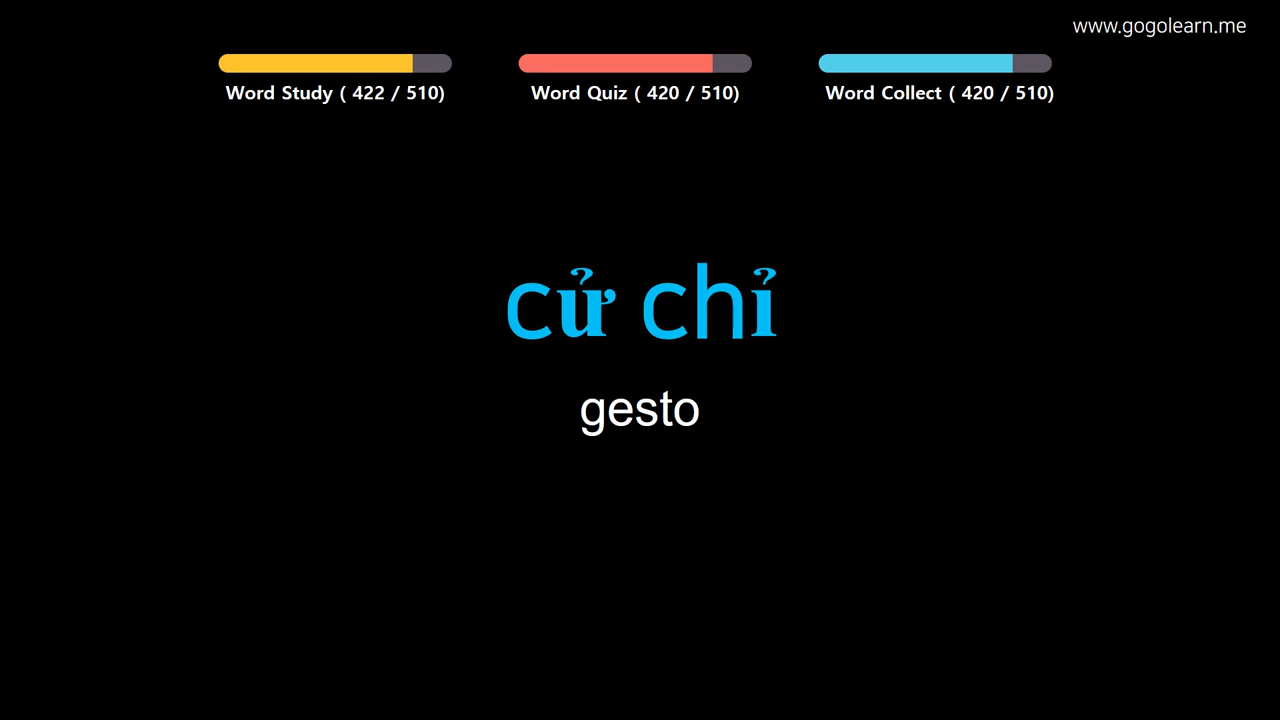 www.gogolearn.me
Word Study ( 422 / 510)
Word Quiz ( 420 / 510)
Word Collect ( 420 / 510)
cử chỉ
gesto